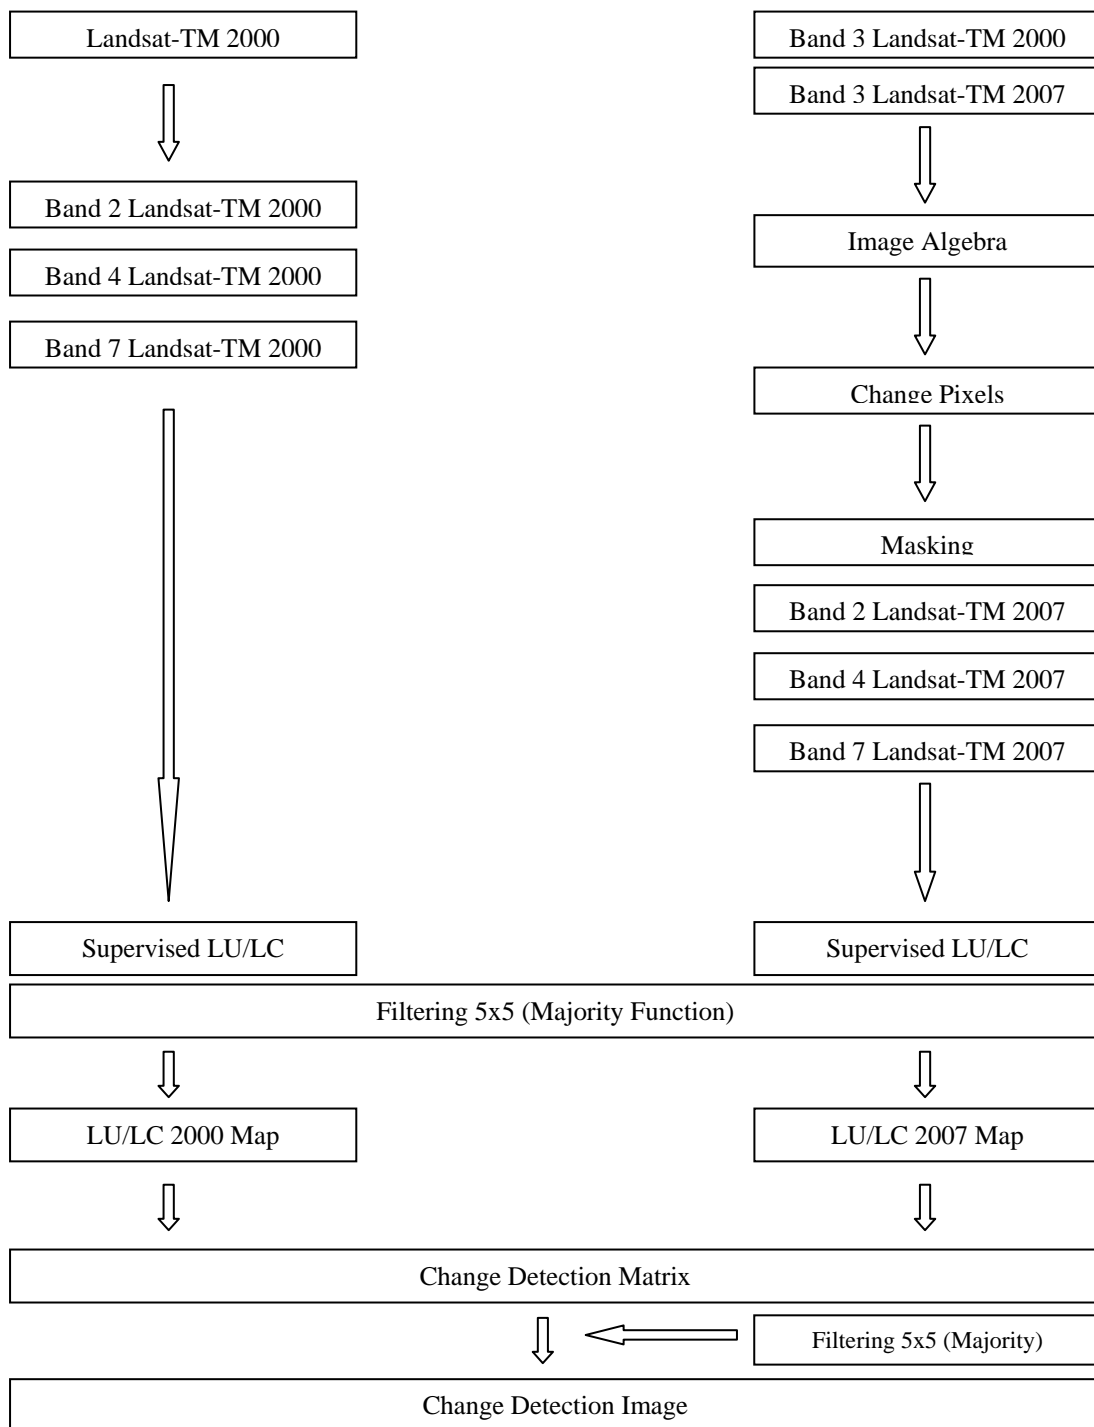 Landsat-TM 2000
Band 2 Landsat-TM 2000
Band 4 Landsat-TM 2000
Band 7 Landsat-TM 2000
Supervised LU/LC
Band 3 Landsat-TM 2000
Band 3 Landsat-TM 2007
Image Algebra
Change Pixels
Masking
Band 2 Landsat-TM 2007
Band 4 Landsat-TM 2007
Band 7 Landsat-TM 2007
Supervised LU/LC
Filtering 5x5 (Majority Function)
LU/LC 2000 Map
LU/LC 2007 Map
Change Detection Matrix
Filtering 5x5 (Majority)
Change Detection Image